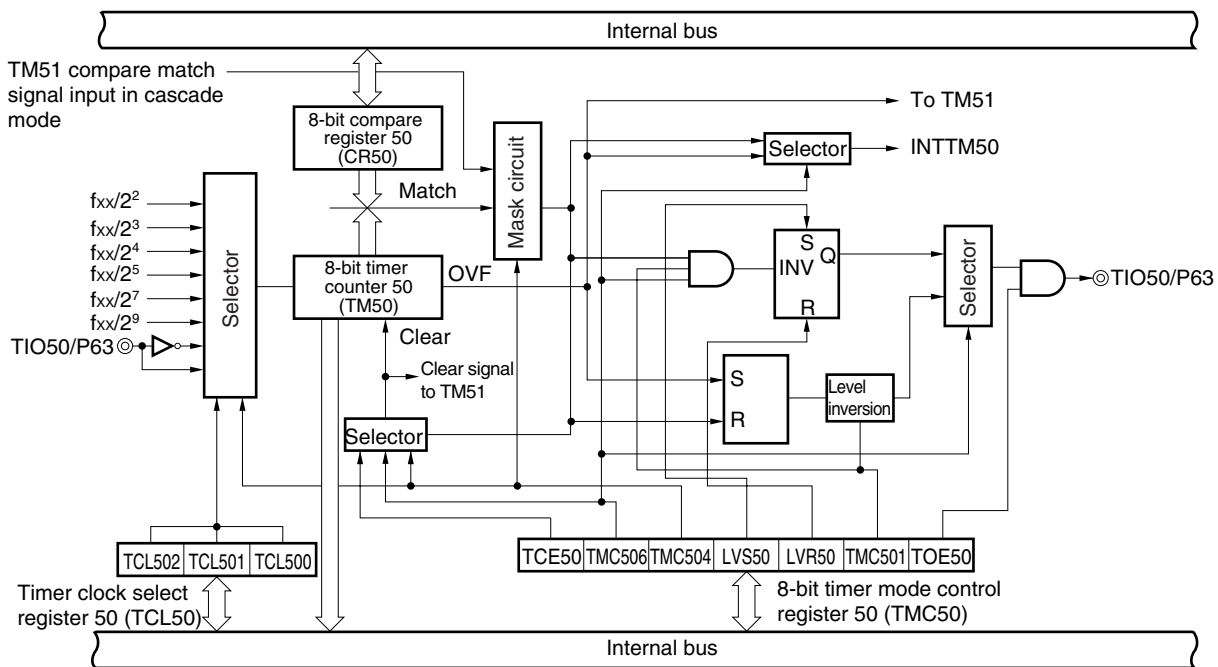 Internal bus
TM51 compare match
signal input in cascade
mode
8-bit compare
register 50
(CR50)
Match
Mask circuit
To TM51
Selector
INTTM50
fxx/2²
fxx/2³
fxx/2⁴
fxx/2⁵
fxx/2⁷
fxx/2⁹
TIO50/P63
Selector
8-bit timer
counter 50
(TM50)
OVF
Clear
Clear signal
to TM51
Selector
S
INV
Q
R
S
R
Level
inversion
Selector
TIO50/P63
TCL502 TCL501 TCL500
Timer clock select
register 50 (TCL50)
TCE50 TMC506 TMC504 LVS50 LVR50 TMC501 TOE50
8-bit timer mode control
register 50 (TMC50)
Internal bus